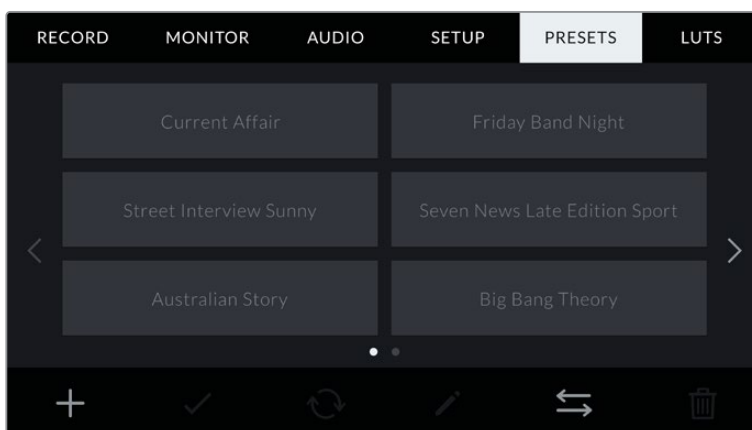 RECORD MONITOR AUDIO SETUP PRESETS LUTS
Current Affair Friday Band Night
Street Interview Sunny Seven News Late Edition Sport
Australian Story Big Bang Theory